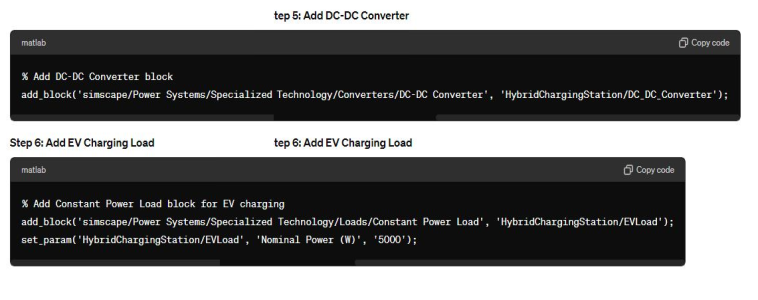 tep 5: Add DC-DC Converter
matlab
Copy code
% Add DC-DC Converter block
add_block('simscape/Power Systems/Specialized Technology/Converters/DC-DC Converter', 'HybridChargingStation/DC_DC_Converter');
Step 6: Add EV Charging Load
tep 6: Add EV Charging Load
matlab
Copy code
% Add Constant Power Load block for EV charging
add_block('simscape/Power Systems/Specialized Technology/Loads/Constant Power Load', 'HybridChargingStation/EVLoad');
set_param('HybridChargingStation/EVLoad', 'Nominal Power (W)', '5000');